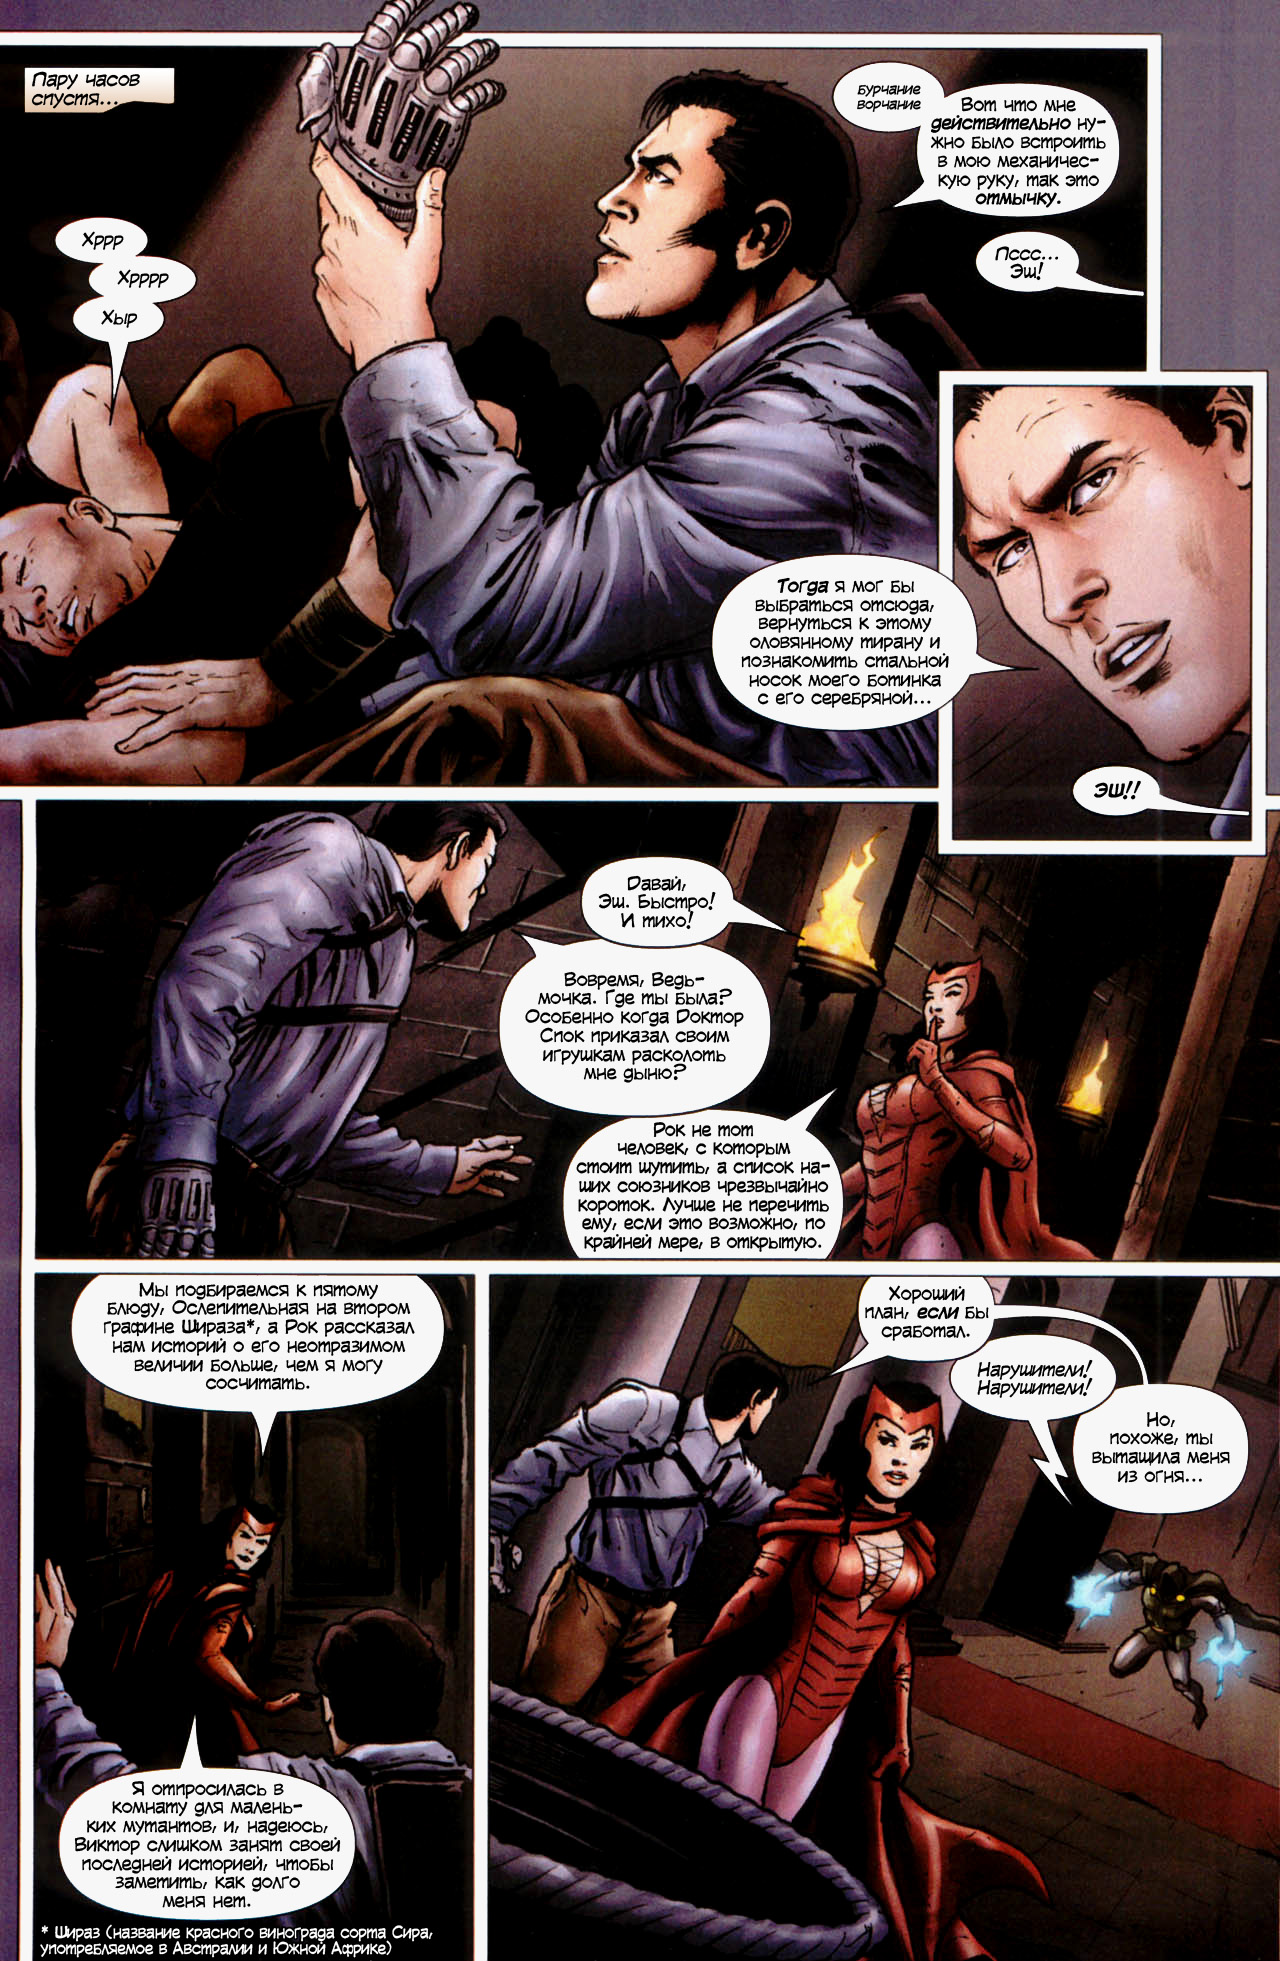 Пару часов
спустя...
Бурчание
ворчание
Вот что мне
действительно ну-
жно было встроить
в мою механичес-
кую руку, так это
отмычку.
Хррр
Хрррр
Хыр
Пссс...
Эш!
Тогда я мог бы
выбраться отсюда,
вернуться к этому
оловянному тирану и
познакомить стальной
носок моего ботинка
с его серебряной...
Эш!!
Давай,
Эш. Быстро!
И тихо!
Вовремя, Ведь-
мочка. Где ты была?
Особенно когда Доктор
Спок приказал своим
игрушкам расколоть
мне дыню?
Рок не тот
человек, с которым
стоит шутить, а список на-
ших союзников чрезвычайно
короток. Лучше не перечить
ему, если это возможно, по
крайней мере, в открытую.
Мы подбираемся к пятому
блюду, Ослепительная на втором
графине Шираза*, а Рок рассказал
нам историй о его неотразимом
величии больше, чем я могу
сосчитать.
Я отпросилась в
комнату для малень-
ких мутантов, и, надеюсь,
Виктор слишком занят своей
последней историей, чтобы
заметить, как долго
меня нет.
* Шираз (название красного винограда сорта Сира,
употребляемое в Австралии и Южной Африке)
Хороший
план, если бы
сработал.
Нарушители!
Нарушители!
Но,
похоже, ты
вытащила меня
из огня...